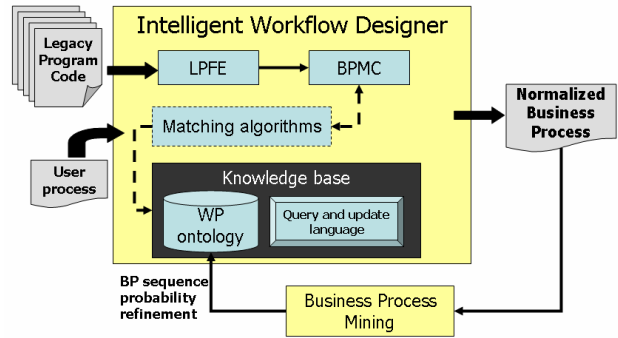 Intelligent Workflow Designer
Legacy
Program
Code
LPFE
BPMC
Normalized
Business
Process
Matching algorithms
User
process
Knowledge base
WP
ontology
Query and update
language
BP sequence
probability
refinement
Business Process
Mining